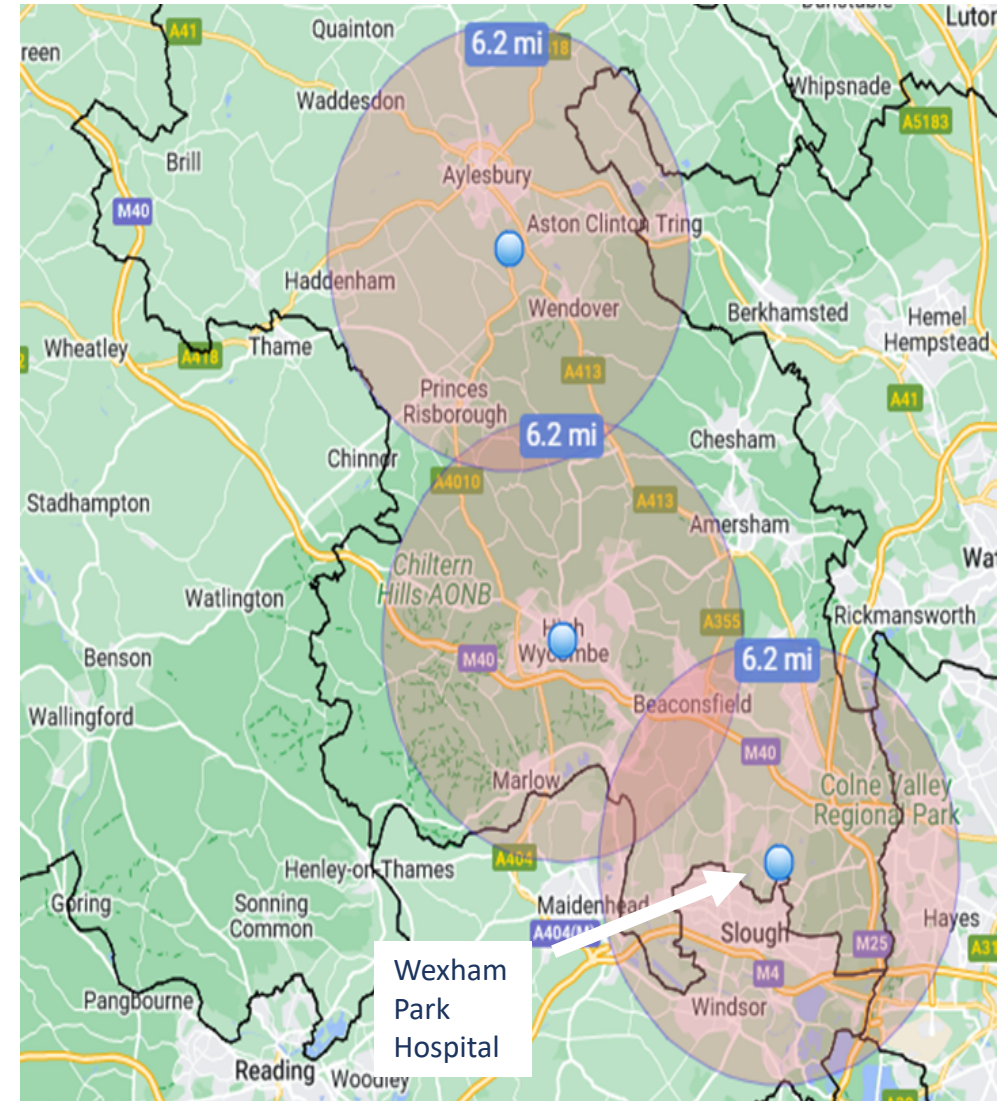 Luton
A41
Quainton
6.2 mi
Waddesdon
Whipsnade
A5183
Brill
Aylesbury
M40
Aston Clinton
Tring
Haddenham
Wendover
Berkhamsted
Hemel
Hempstead
Wheatley
A418
Thame
A413
Princes
Risborough
A41
6.2 mi
Chesham
Chinnor
A4010
Stadhampton
A413
Amersham
Chiltern
Hills AONB
Watlington
Rickmansworth
A355
High
Wycombe
Benson
M40
6.2 mi
Wallingford
Beaconsfield
M40
Marlow
Colne Valley
Regional Park
A404
Henley-on-Thames
Goring
Sonning
Common
Maidenhead
A404(M)
Slough
Hayes
M25
M4
Wexham
Park
Hospital
Pangbourne
Windsor
Reading
Woodley